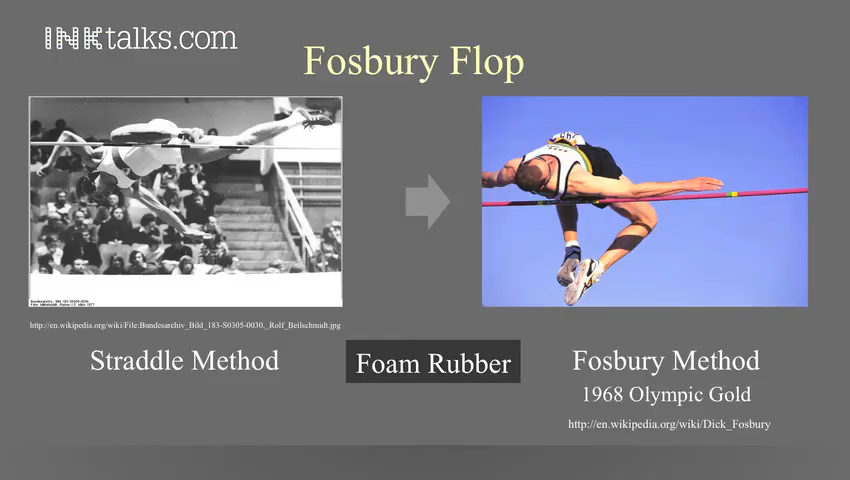 INKtalks.com
Fosbury Flop
http://en.wikipedia.org/wiki/File:Bundesarchiv_Bild_183-S0305-0030,_Rolf_Beilschmidt.jpg
Straddle Method
Foam Rubber
Fosbury Method
1968 Olympic Gold
http://en.wikipedia.org/wiki/Dick_Fosbury